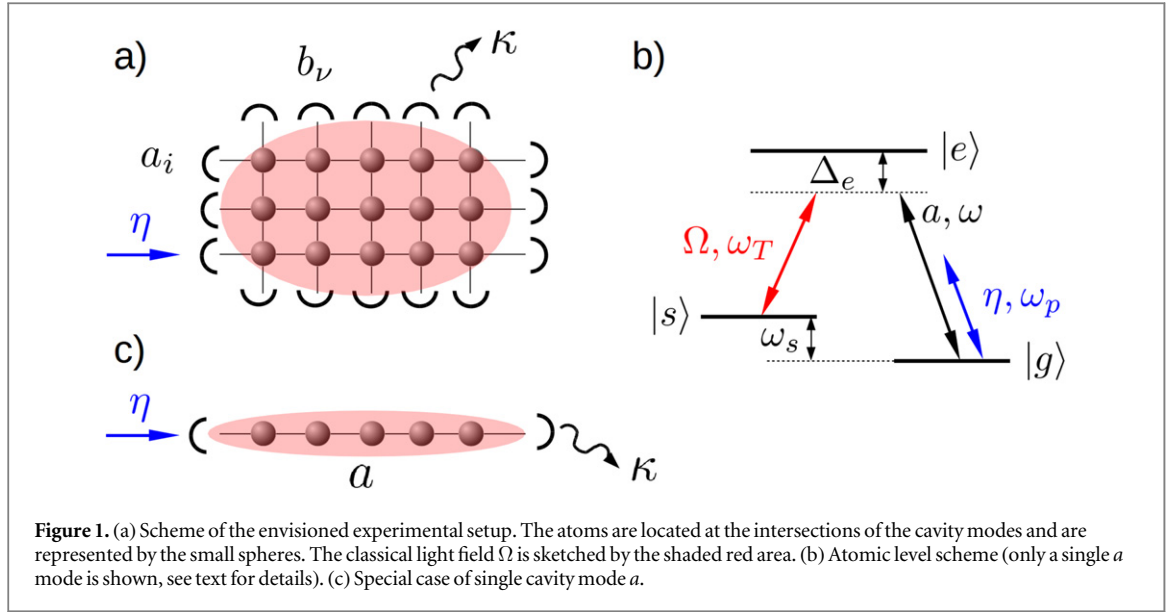 a)
b_ν
κ
a_i
η
b)
|e⟩
Δ_e
a, ω
Ω, ω_T
η, ω_p
|s⟩
ω_s
|g⟩
c)
η
a
κ
Figure 1. (a) Scheme of the envisioned experimental setup. The atoms are located at the intersections of the cavity modes and are
represented by the small spheres. The classical light field Ω is sketched by the shaded red area. (b) Atomic level scheme (only a single a
mode is shown, see text for details). (c) Special case of single cavity mode a.